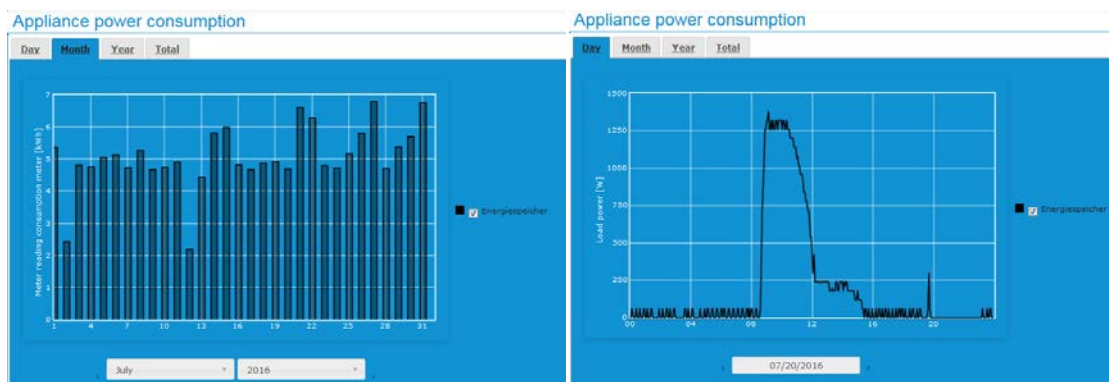 Appliance power consumption
Day Month Year Total
Meter reading consumption meter [kWh]
7
6
5
4
3
2
1
0
1 4 7 10 13 16 19 22 25 28 31
Energiespeicher
July 2016
Appliance power consumption
Day Month Year Total
Load power [W]
1500
1250
1000
750
500
250
0
00 04 08 12 16 20
Energiespeicher
07/20/2016